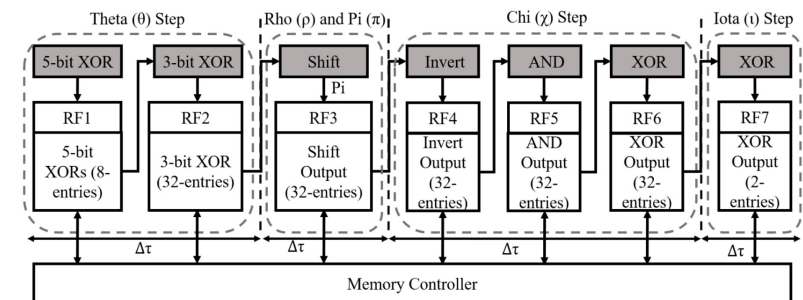 Theta (θ) Step
Rho (ρ) and Pi (π)
Chi (χ) Step
Iota (ι) Step
5-bit XOR
3-bit XOR
Shift
Invert
AND
XOR
XOR
Pi
RF1
RF2
RF3
RF4
RF5
RF6
RF7
5-bit
XORs (8-
entries)
3-bit XOR
(32-entries)
Shift
Output
(32-entries)
Invert
Output
(32-
entries)
AND
Output
(32-
entries)
XOR
Output
(32-
entries)
XOR
Output
(2-
entries)
Δτ
Δτ
Δτ
Δτ
Memory Controller